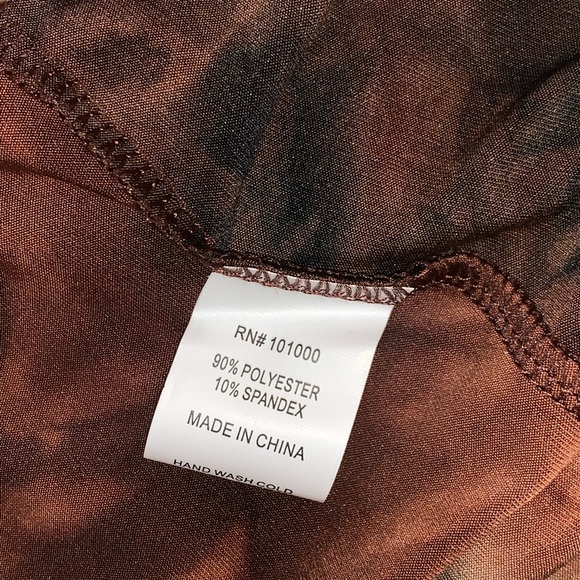 RN# 101000
90% POLYESTER
10% SPANDEX
MADE IN CHINA
HAND WASH COLD